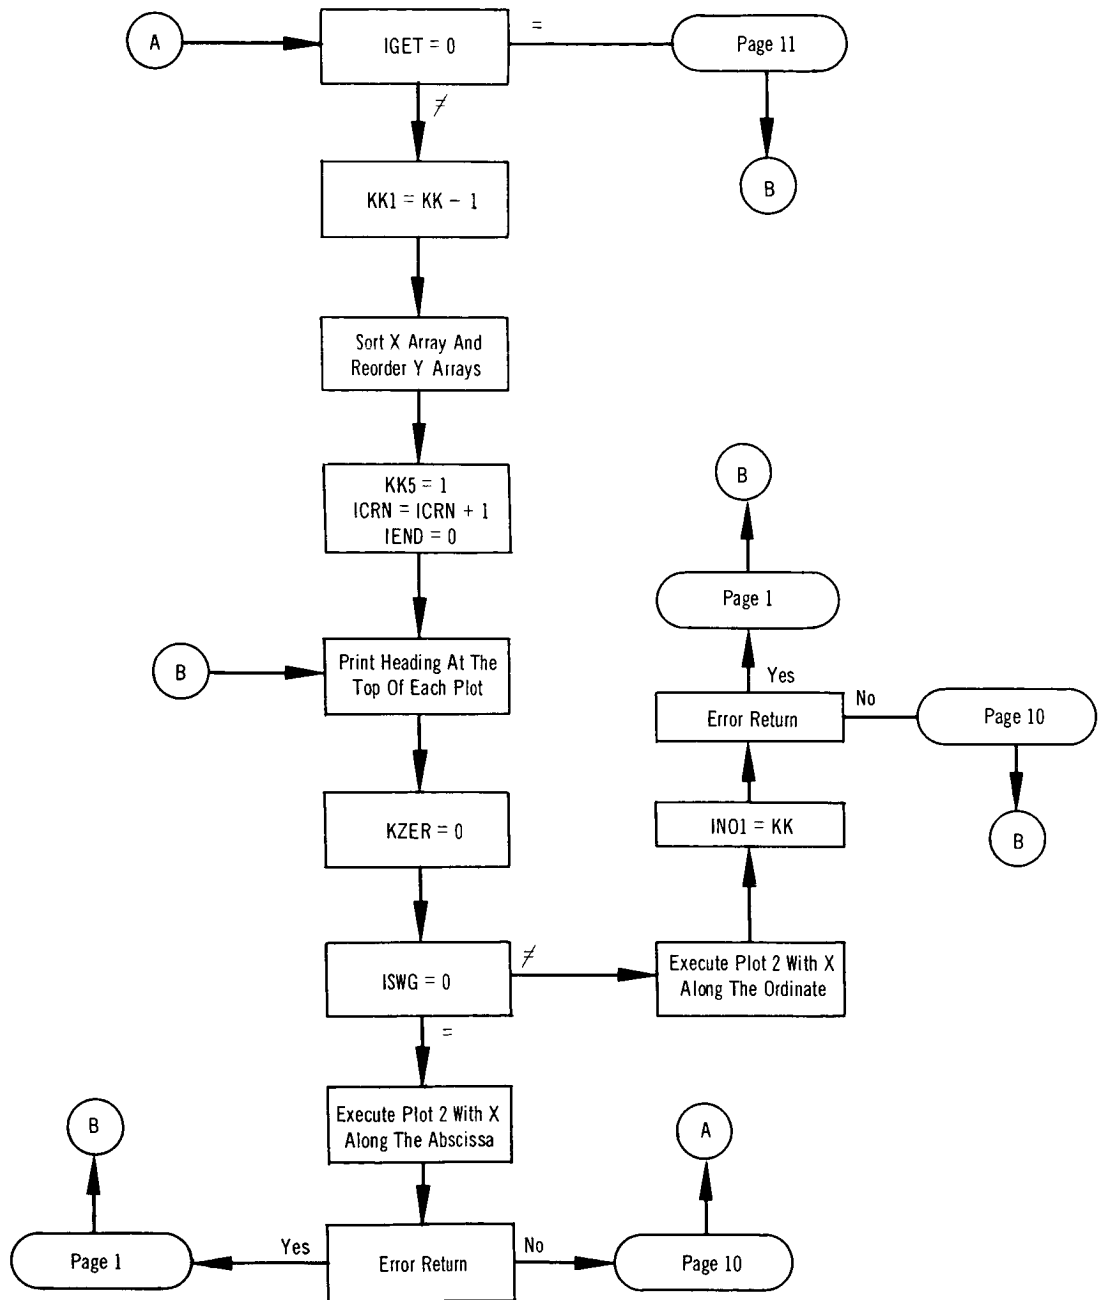 A
IGET = 0
=
Page 11
≠
B
KK1 = KK - 1
Sort X Array And
Reorder Y Arrays
KK5 = 1
ICRN = ICRN + 1
IEND = 0
B
Page 1
B
Print Heading At The
Top Of Each Plot
Yes
Error Return
No
Page 10
KZER = 0
INO1 = KK
B
ISWG = 0
≠
Execute Plot 2 With X
Along The Ordinate
=
Execute Plot 2 With X
Along The Abscissa
B
A
Page 1
Yes
Error Return
No
Page 10